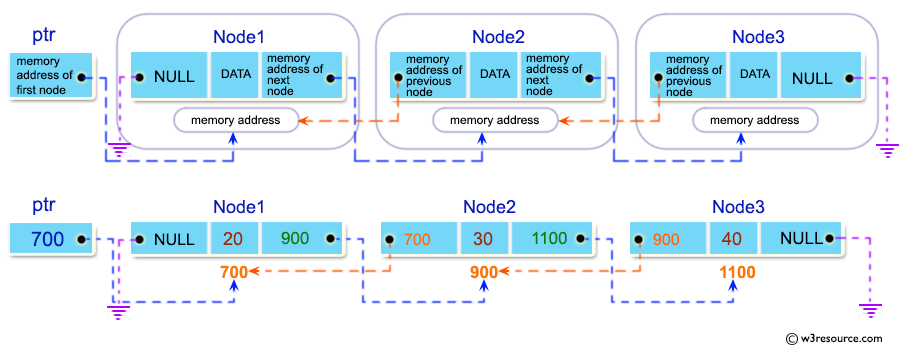 ptr
Node1
Node2
Node3
memory
address of
first node
NULL
DATA
memory
address of
next
node
memory
address of
previous
node
DATA
memory
address of
next
node
memory
address of
previous
node
DATA
NULL
memory address
memory address
memory address
ptr
Node1
Node2
Node3
700
NULL
20
900
700
30
1100
900
40
NULL
700
900
1100
© w3resource.com